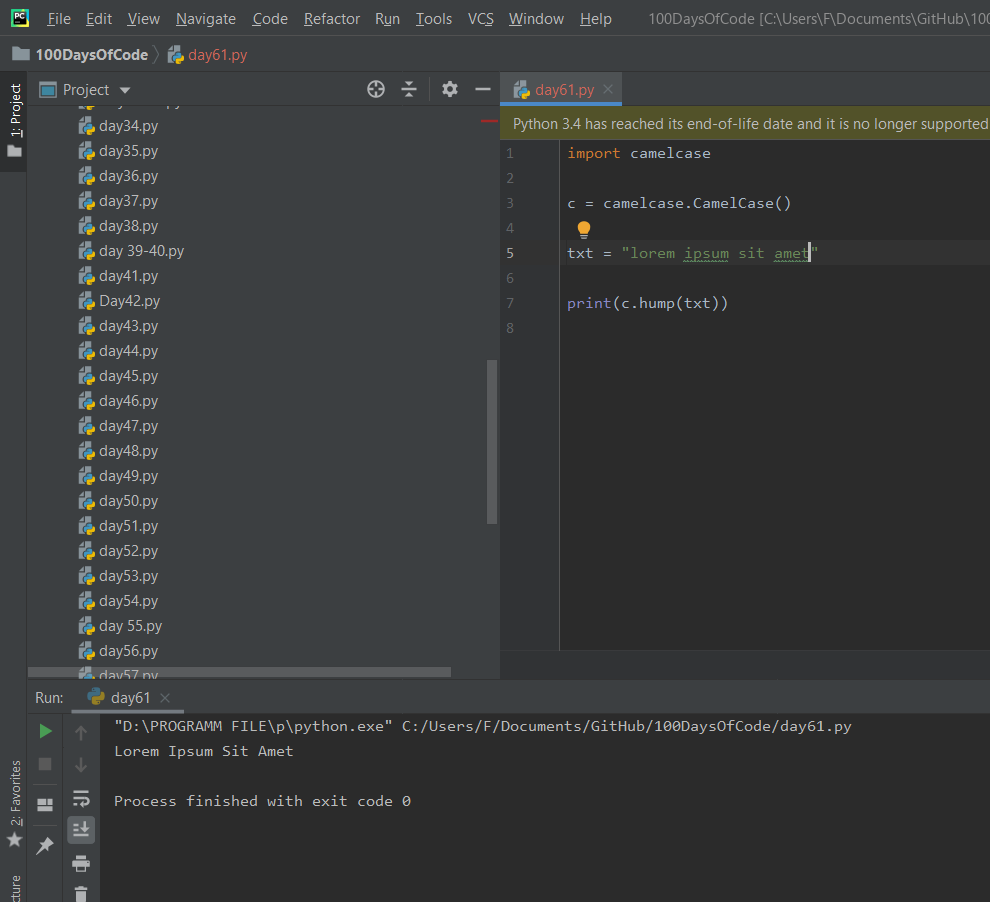 PC File Edit View Navigate Code Refactor Run Tools VCS Window Help 100DaysOfCode [C:\Users\F\Documents\GitHub\100
100DaysOfCode day61.py
1: Project
Project
day34.py
day35.py
day36.py
day37.py
day38.py
day 39-40.py
day41.py
Day42.py
day43.py
day44.py
day45.py
day46.py
day47.py
day48.py
day49.py
day50.py
day51.py
day52.py
day53.py
day54.py
day 55.py
day56.py
day57.py
day61.py
Python 3.4 has reached its end-of-life date and it is no longer supported
1 import camelcase
2
3 c = camelcase.CamelCase()
4
5 txt = "lorem ipsum sit amet"
6
7 print(c.hump(txt))
8
Run: day61
"D:\PROGRAMM FILE\p\python.exe" C:/Users/F/Documents/GitHub/100DaysOfCode/day61.py
Lorem Ipsum Sit Amet
Process finished with exit code 0
2: Favorites
cture